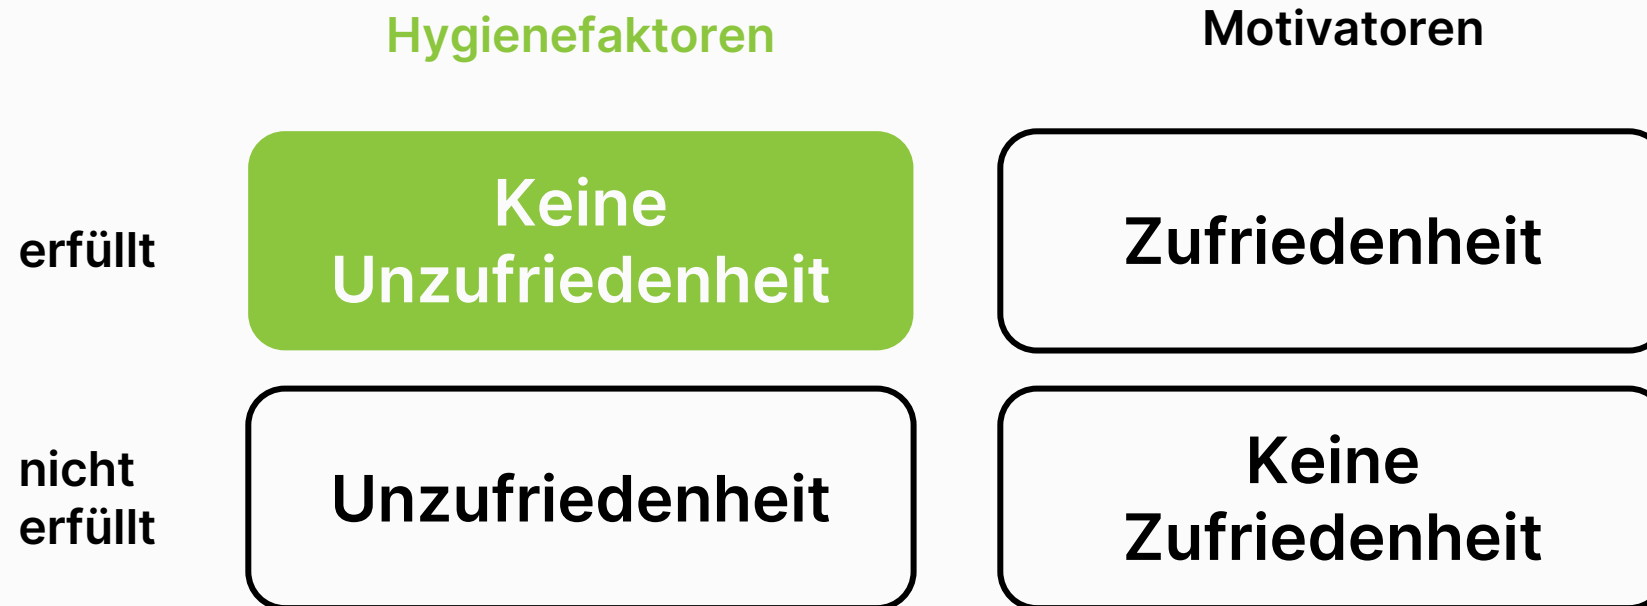 Hygienefaktoren
Motivatoren
erfüllt
Keine
Unzufriedenheit
Zufriedenheit
nicht
erfüllt
Unzufriedenheit
Keine
Zufriedenheit